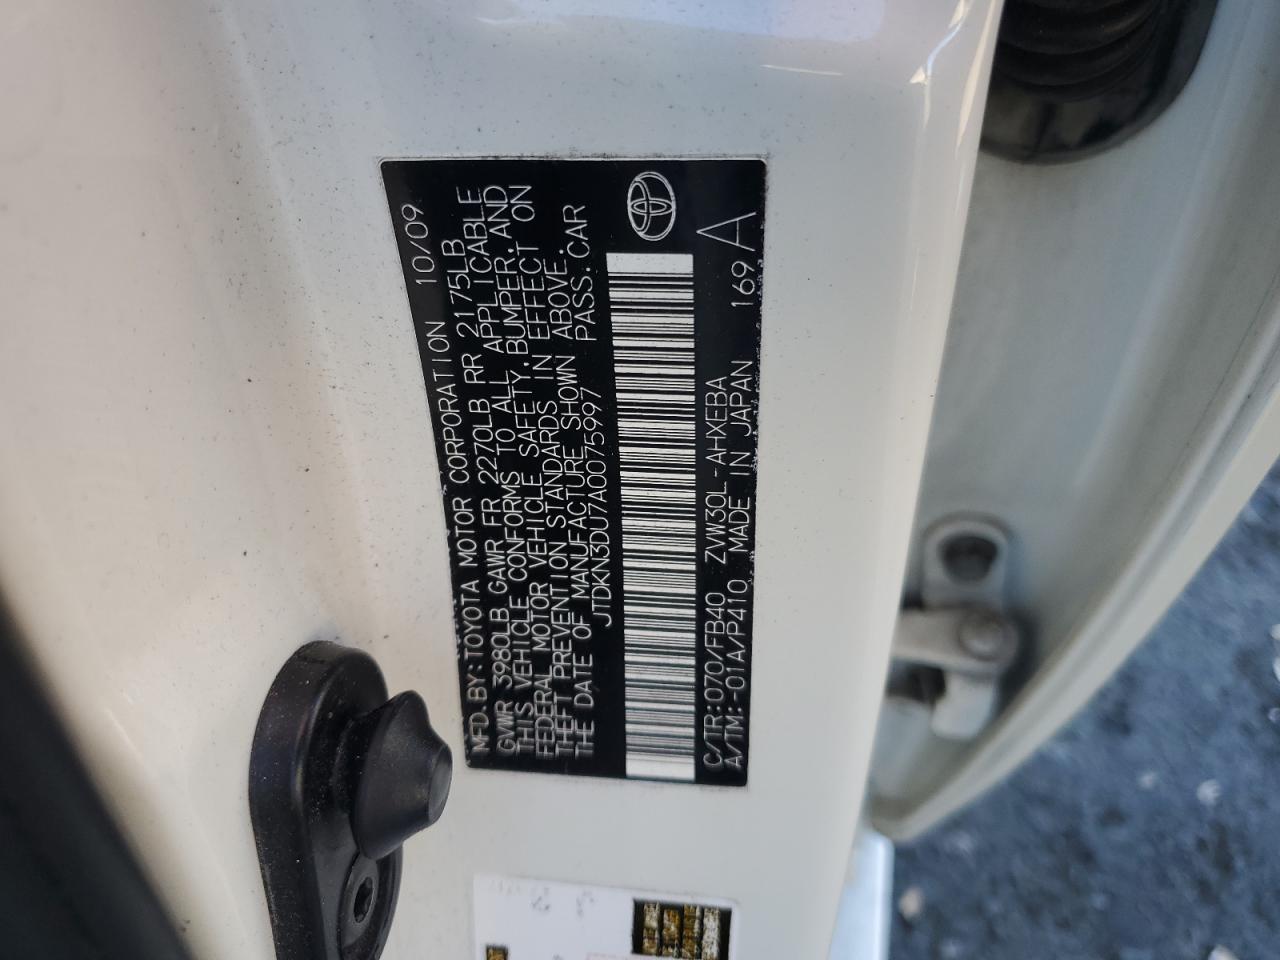 MFD.BY:TOYOTA MOTOR CORPORATION 10/09
GVWR 3980LB GAWR FR 2270LB RR 2175LB
THIS VEHICLE CONFORMS TO ALL APPLICABLE
FEDERAL MOTOR VEHICLE SAFETY,BUMPER,AND
THEFT PREVENTION STANDARDS IN EFFECT ON
THE DATE OF MANUFACTURE SHOWN ABOVE.
JTDKN3DU7A0075997 PASS.CAR
C/TR:070/FB40 ZVW30L-AHXEBA
A/TM:-01A/P410 MADE IN JAPAN 169A